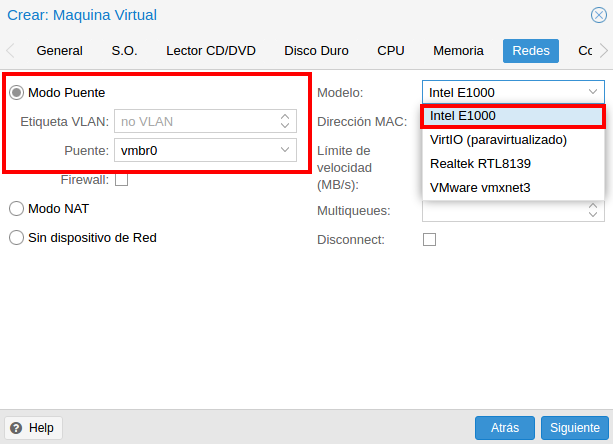 Crear: Maquina Virtual
General S.O. Lector CD/DVD Disco Duro CPU Memoria Redes
Modo Puente
Etiqueta VLAN: no VLAN
Puente: vmbr0
Firewall:
Modo NAT
Sin dispositivo de Red
Modelo: Intel E1000
Intel E1000
VirtIO (paravirtualizado)
Realtek RTL8139
VMware vmxnet3
Dirección MAC:
Límite de
velocidad
(MB/s):
Multiqueues:
Disconnect:
? Help
Atrás
Siguiente